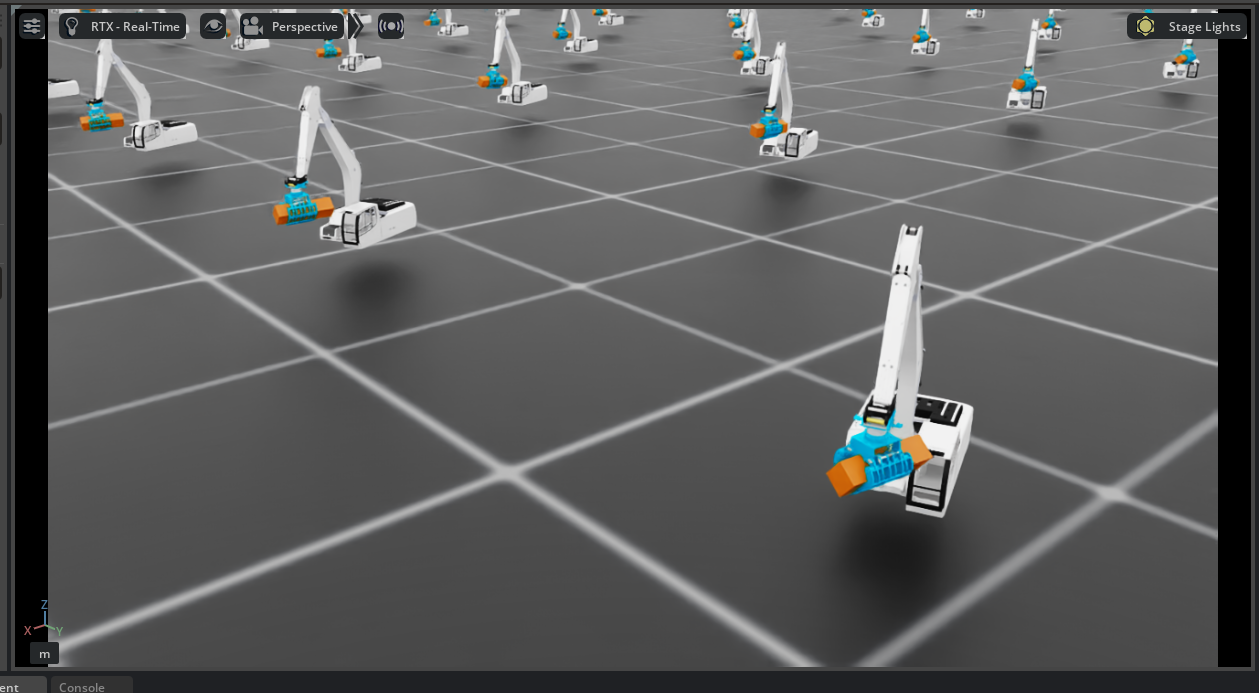 RTX - Real-Time
Perspective
Stage Lights
Z
X
Y
m
ent
Console